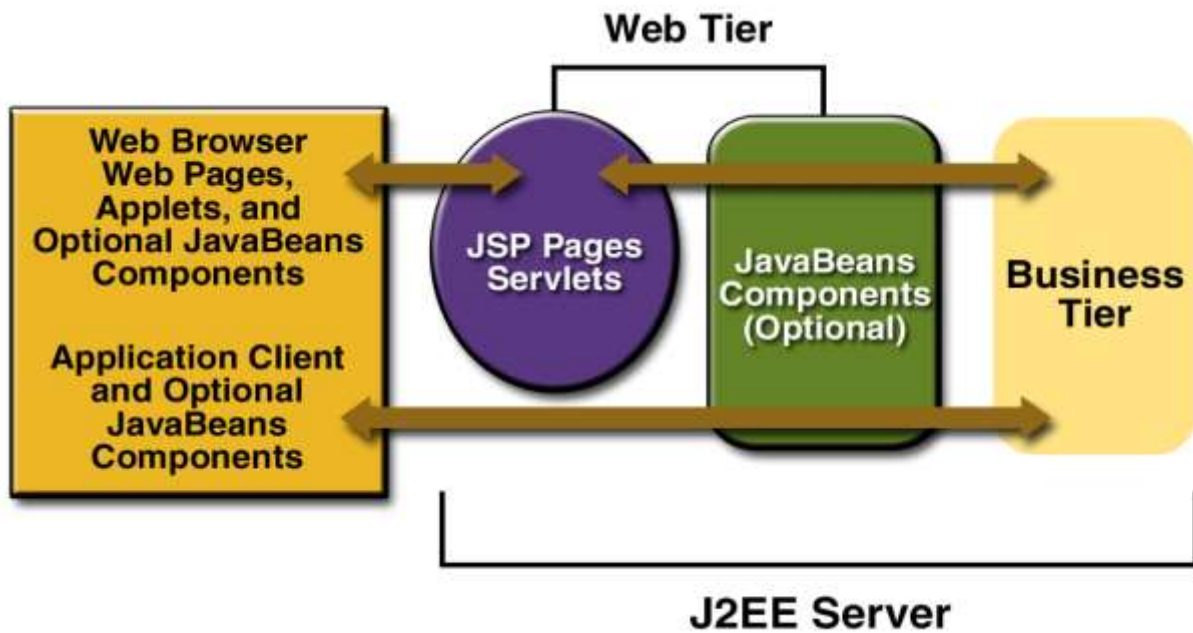 Web Tier
Web Browser
Web Pages,
Applets, and
Optional JavaBeans
Components
Application Client
and Optional
JavaBeans
Components
JSP Pages
Servlets
JavaBeans
Components
(Optional)
Business
Tier
J2EE Server